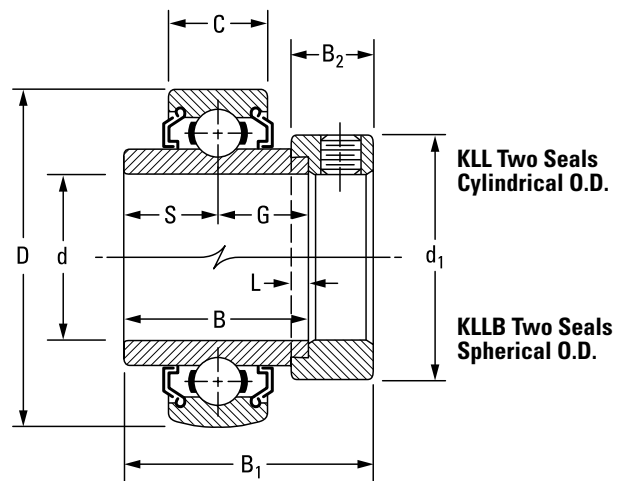 C
B₂
KLL Two Seals
Cylindrical O.D.
S
G
D
d
d₁
L
B
KLLB Two Seals
Spherical O.D.
B₁